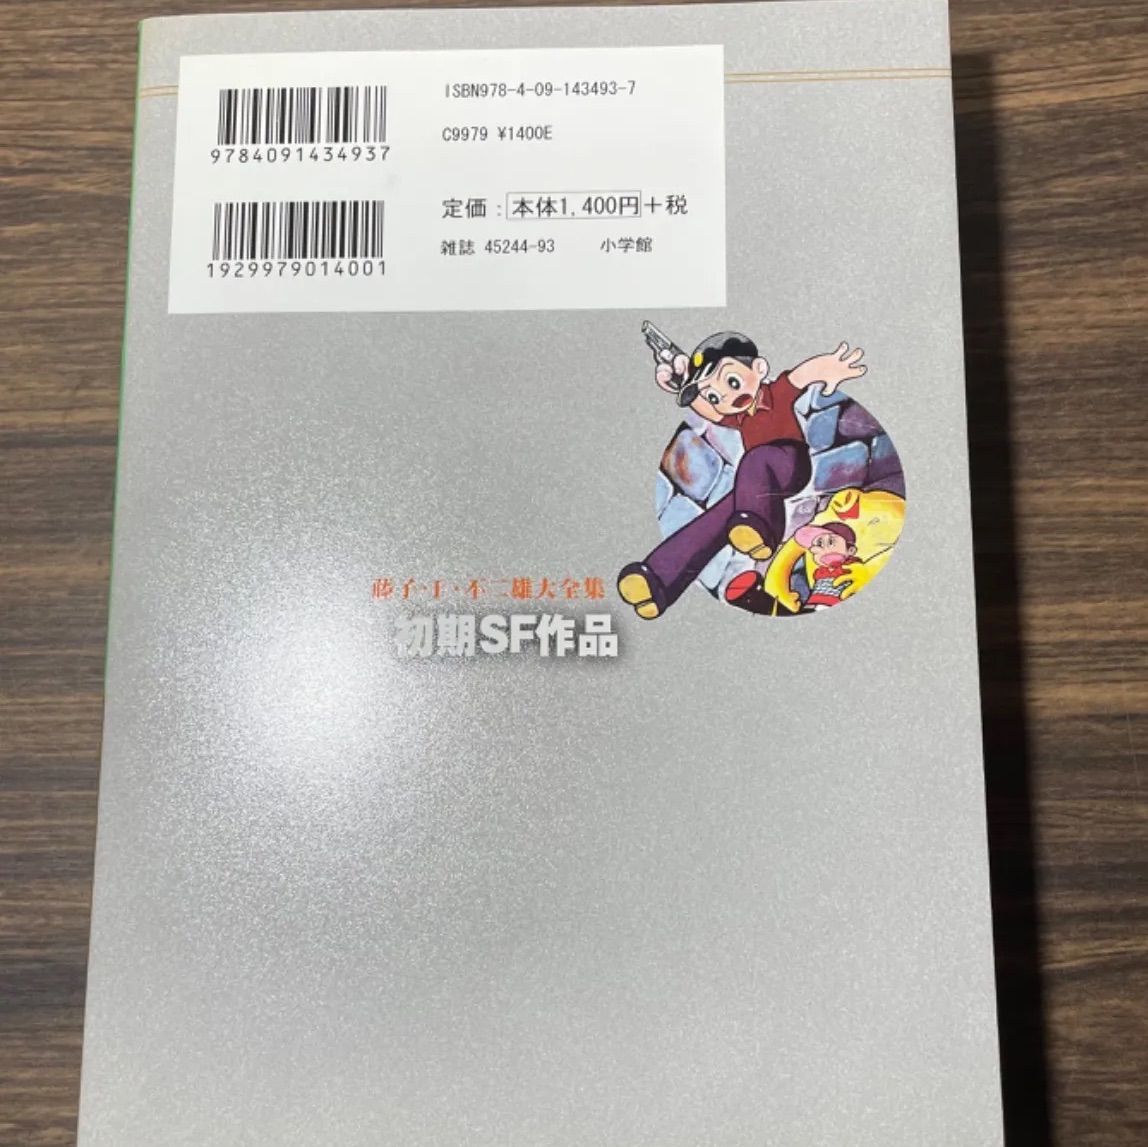 ISBN978-4-09-143493-7
9784091434937
C9979 ¥1400E
定価：本体1,400円＋税
1929979014001
雑誌 45244-93 小学館
藤子・F・不二雄大全集
初期SF作品